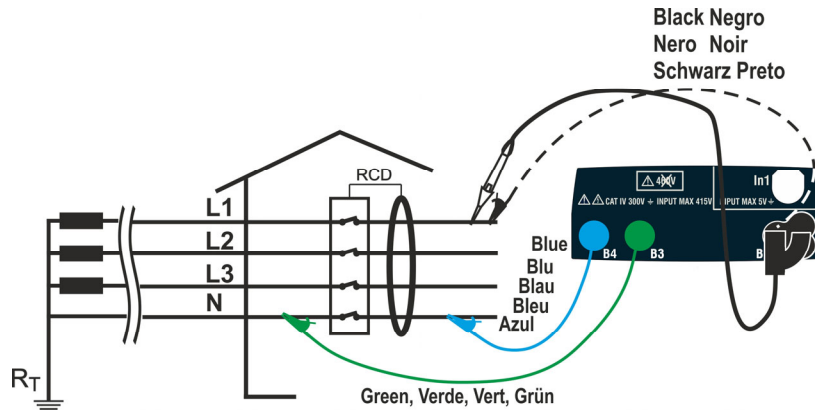 Black Negro
Nero Noir
Schwarz Preto
RCD
In1
CAT IV 300V ÷ INPUT MAX 415V
INPUT MAX 5V ÷
L1
L2
L3
N
Blue
Blu
Blau
Bleu
Azul
B4
B3
B
RT
Green, Verde, Vert, Grün